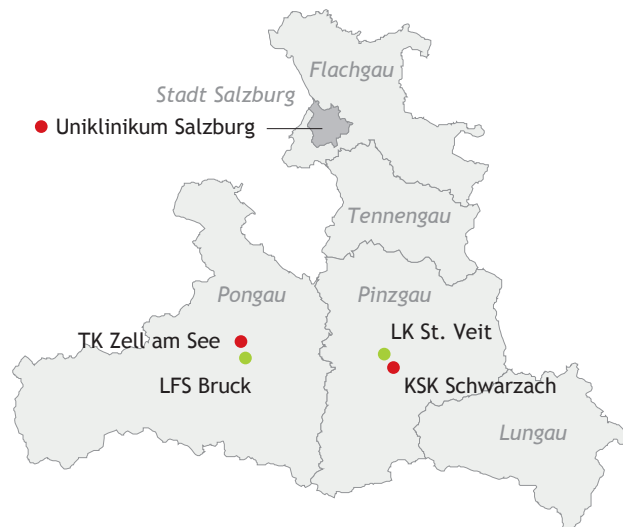 Flachgau
Stadt Salzburg
Uniklinikum Salzburg
Tennengau
Pongau
Pinzgau
TK Zell am See
LK St. Veit
LFS Bruck
KSK Schwarzach
Lungau